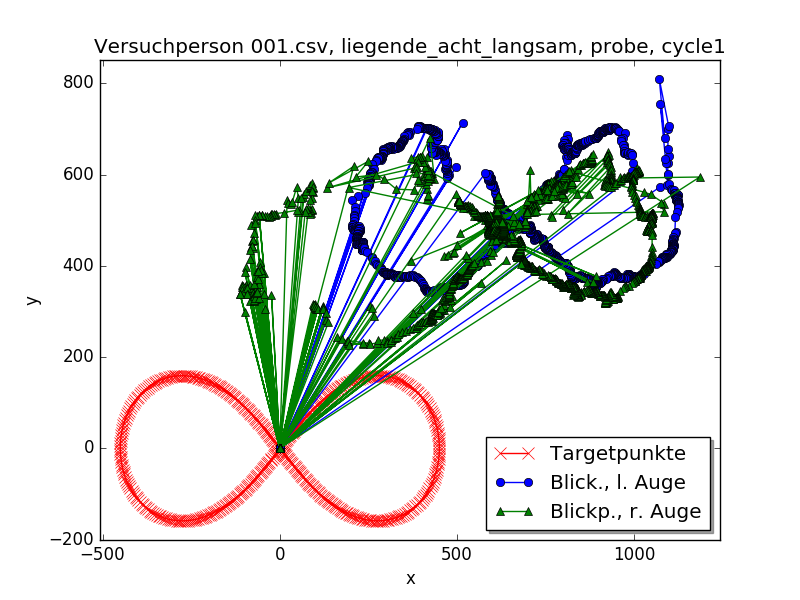 Versuchperson 001.csv, liegende_acht_langsam, probe, cycle1
800
600
400
200
0
−200
y
−500
0
500
1000
x
Targetpunkte
Blick., l. Auge
Blickp., r. Auge